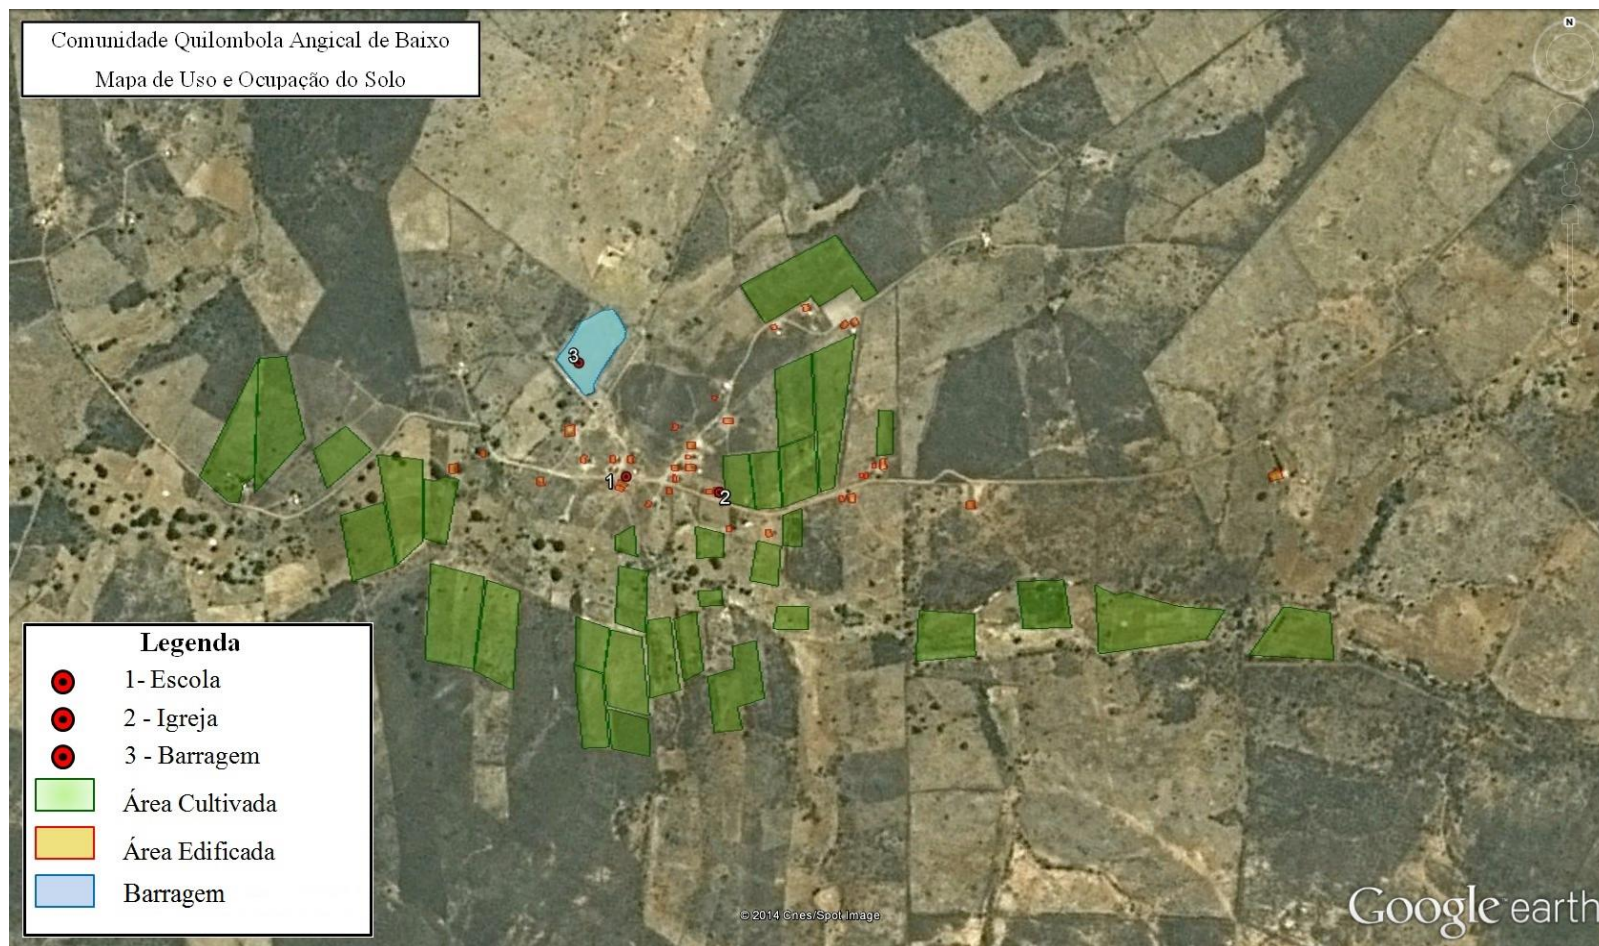 Comunidade Quilombola Angical de Baixo
Mapa de Uso e Ocupação do Solo
N
3
1
2
Legenda
1- Escola
2 - Igreja
3 - Barragem
Área Cultivada
Área Edificada
Barragem
© 2014 Cnes/Spot Image
Google earth